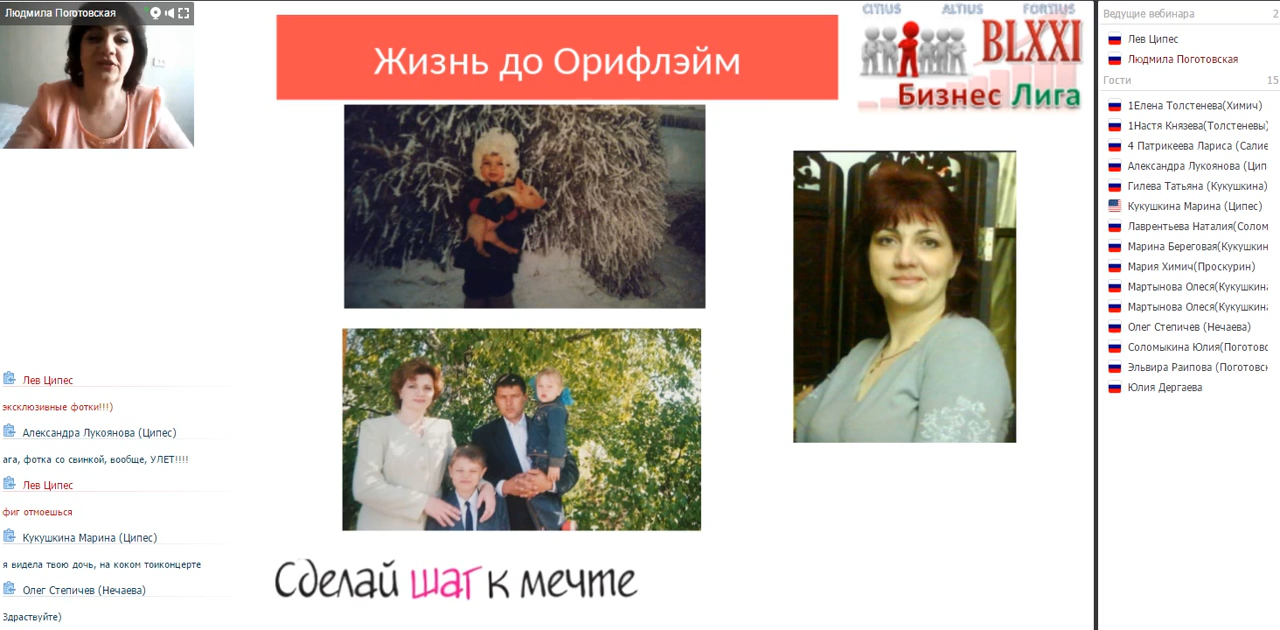 Людмила Поготовская
Жизнь до Орифлэйм
CITIUS ALTIUS FORTIUS
BLXXI
Бизнес Лига
Сделай шаг к мечте
Лев Ципес
эксклюзивные фотки!!!)
Александра Лукоянова (Ципес)
ага, фотка со свинкой, вообще, УЛЕТ!!!!
Лев Ципес
фиг отмоешься
Кукушкина Марина (Ципес)
я видела твою дочь, на коком тоиконцерте
Олег Степичев (Нечаева)
Здраствуйте)
Ведущие вебинара 2
Лев Ципес
Людмила Поготовская
Гости 15
1Елена Толстенева(Химич)
1Настя Князева(Толстеневы)
4 Патрикеева Лариса (Салие
Александра Лукоянова (Цип
Гилева Татьяна (Кукушкина)
Кукушкина Марина (Ципес)
Лаврентьева Наталия(Солом
Марина Береговая(Кукушкин
Мария Химич(Проскурин)
Мартынова Олеся(Кукушкина
Мартынова Олеся(Кукушкина
Олег Степичев (Нечаева)
Соломыкина Юлия(Поготовс
Эльвира Раипова (Поготовск
Юлия Дергаева